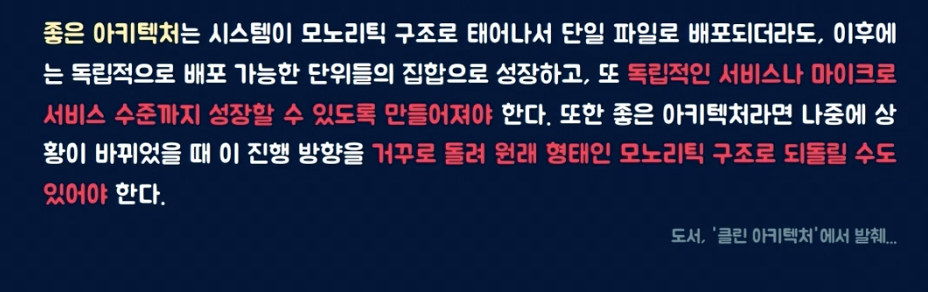 좋은 아키텍처는 시스템이 모노리틱 구조로 태어나서 단일 파일로 배포되더라도, 이후에
는 독립적으로 배포 가능한 단위들의 집합으로 성장하고, 또 독립적인 서비스나 마이크로
서비스 수준까지 성장할 수 있도록 만들어져야 한다. 또한 좋은 아키텍처라면 나중에 상
황이 바뀌었을 때 이 진행 방향을 거꾸로 돌려 원래 형태인 모노리틱 구조로 되돌릴 수도
있어야 한다.
도서, '클린 아키텍처'에서 발췌...